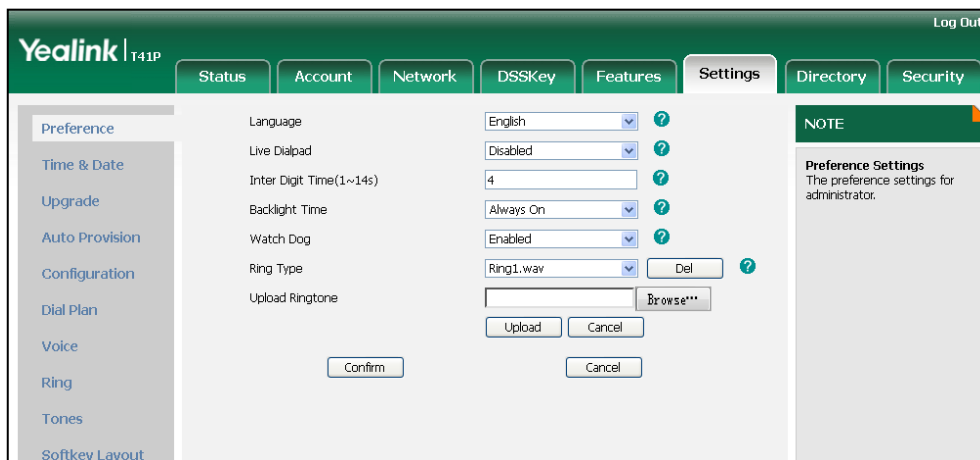 Log Out
Yealink | T41P
Status Account Network DSSKey Features Settings Directory Security
Preference
Time & Date
Upgrade
Auto Provision
Configuration
Dial Plan
Voice
Ring
Tones
Softkey Layout
Language English ?
Live Dialpad Disabled ?
Inter Digit Time(1~14s) 4 ?
Backlight Time Always On ?
Watch Dog Enabled ?
Ring Type Ring1.wav Del ?
Upload Ringtone Browse...
Upload Cancel
Confirm Cancel
NOTE
Preference Settings
The preference settings for
administrator.